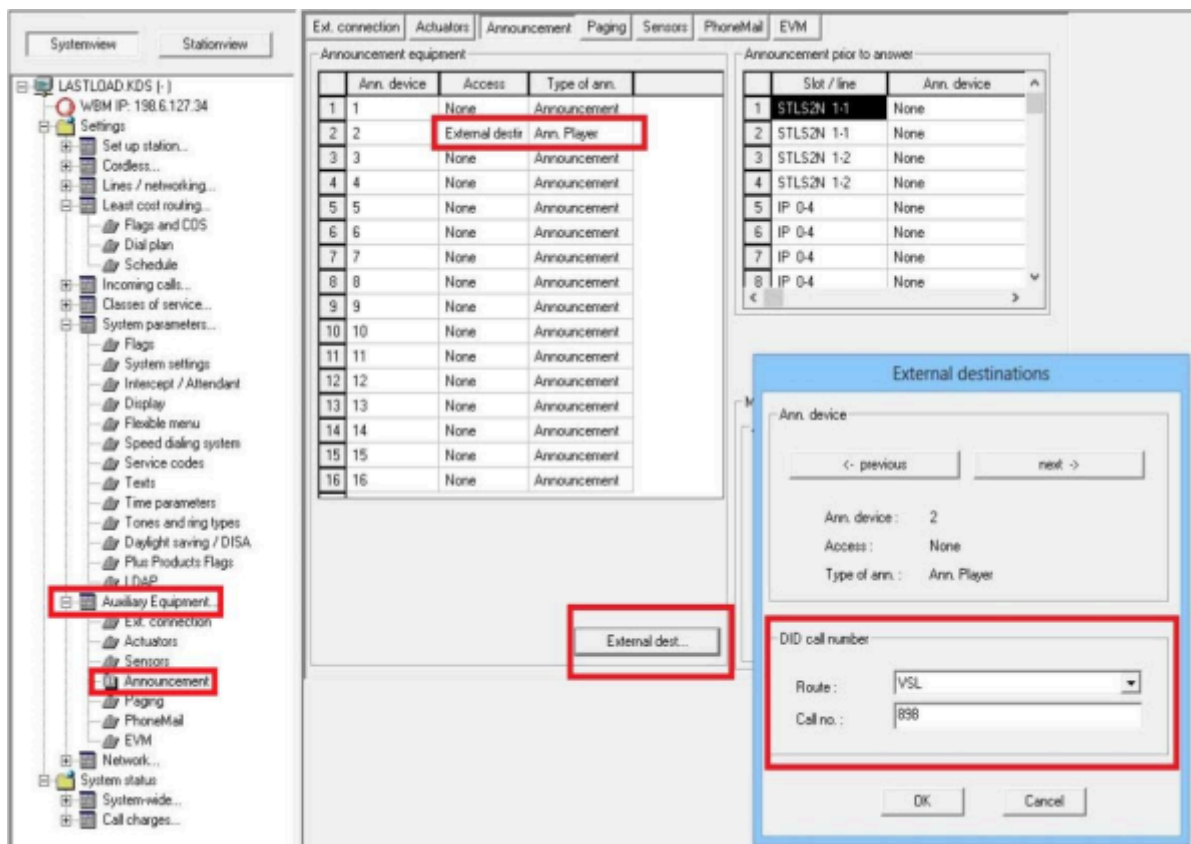 Systemview Stationview
LASTLOAD.KDS (-)
WBM IP: 198.6.127.34
Settings
Set up station...
Cordless...
Lines / networking...
Least cost routing...
Flags and COS
Dial plan
Schedule
Incoming calls...
Classes of service...
System parameters...
Flags
System settings
Intercept / Attendant
Display
Flexible menu
Speed dialing system
Service codes
Texts
Time parameters
Tones and ring types
Daylight saving / DISA
Plus Products Flags
LDAP
Auxiliary Equipment...
Ext. connection
Actuators
Sensors
Announcement
Paging
PhoneMail
EVM
Network...
System status
System-wide...
Call charges...
Ext. connection Actuators Announcement Paging Sensors PhoneMail EVM
Announcement equipment
Ann. device Access Type of ann.
1 1 None Announcement
2 2 External destir Ann. Player
3 3 None Announcement
4 4 None Announcement
5 5 None Announcement
6 6 None Announcement
7 7 None Announcement
8 8 None Announcement
9 9 None Announcement
10 10 None Announcement
11 11 None Announcement
12 12 None Announcement
13 13 None Announcement
14 14 None Announcement
15 15 None Announcement
16 16 None Announcement
External dest...
Announcement prior to answer
Slot / line Ann. device
1 STLS2N 1-1 None
2 STLS2N 1-1 None
3 STLS2N 1-2 None
4 STLS2N 1-2 None
5 IP 0-4 None
6 IP 0-4 None
7 IP 0-4 None
8 IP 0-4 None
External destinations
Ann. device
<- previous next ->
Ann. device : 2
Access : None
Type of ann. : Ann. Player
DID call number
Route : VSL
Call no. : 898
OK Cancel